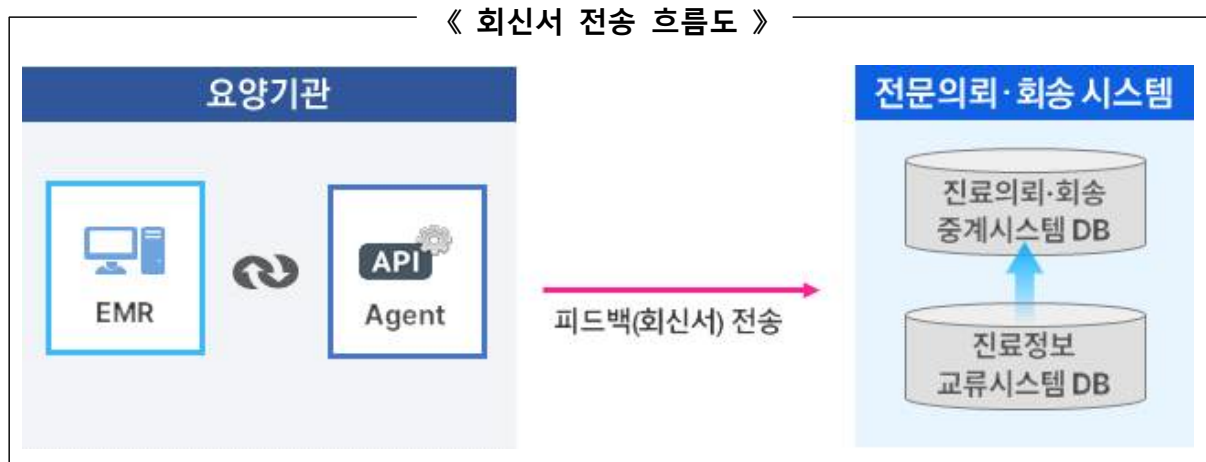 《 회신서 전송 흐름도 》
요양기관
전문의뢰·회송 시스템
EMR
API
Agent
피드백(회신서) 전송
진료의뢰·회송
중계시스템 DB
진료정보
교류시스템 DB